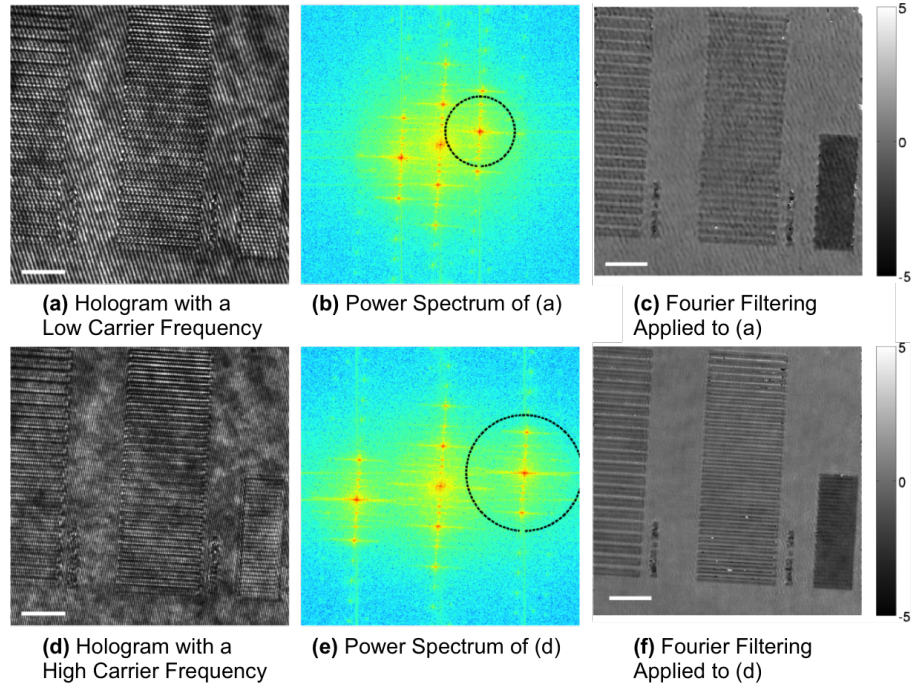 5
0
-5
(a) Hologram with a
Low Carrier Frequency
(b) Power Spectrum of (a)
(c) Fourier Filtering
Applied to (a)
5
0
-5
(d) Hologram with a
High Carrier Frequency
(e) Power Spectrum of (d)
(f) Fourier Filtering
Applied to (d)